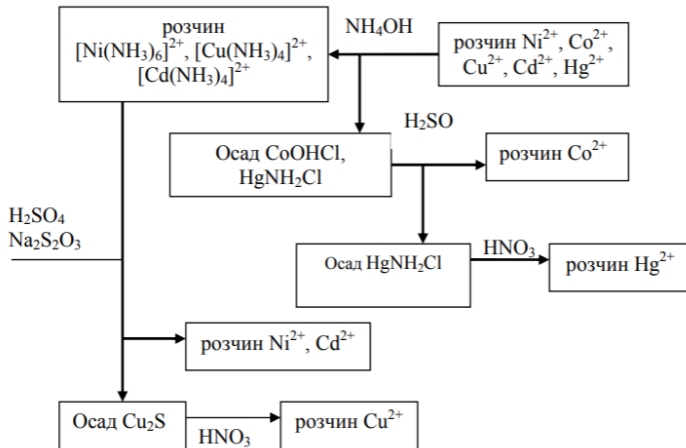 розчин
[Ni(NH3)6]²⁺, [Cu(NH3)4]²⁺,
[Cd(NH3)4]²⁺
NH4OH
розчин Ni²⁺, Co²⁺,
Cu²⁺, Cd²⁺, Hg²⁺
H₂SO
Осад CoOHCl,
HgNH₂Cl
розчин Co²⁺
H₂SO₄
Na₂S₂O₃
Осад HgNH₂Cl
HNO₃
розчин Hg²⁺
розчин Ni²⁺, Cd²⁺
Осад Cu₂S
HNO₃
розчин Cu²⁺